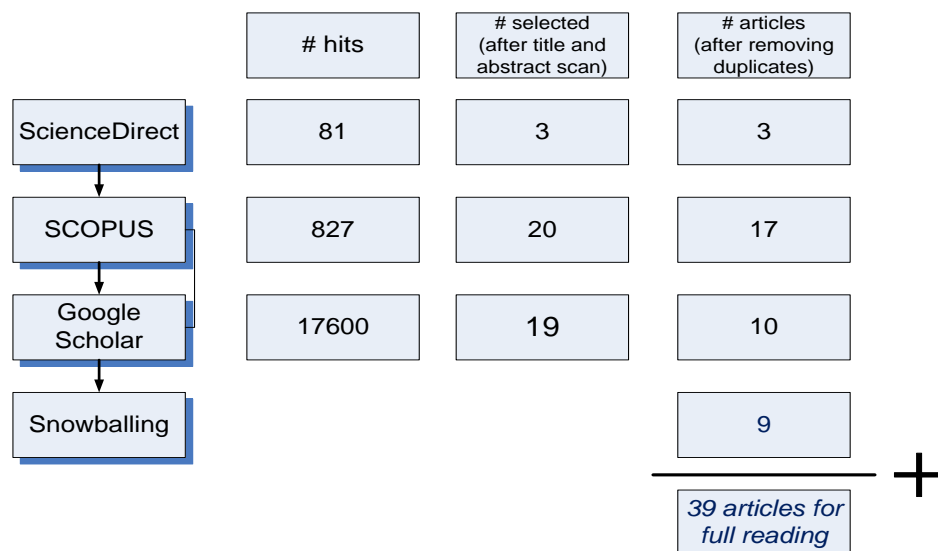 # hits
# selected
(after title and
abstract scan)
# articles
(after removing
duplicates)
ScienceDirect
81
3
3
SCOPUS
827
20
17
Google
Scholar
17600
19
10
Snowballing
9
+
39 articles for
full reading